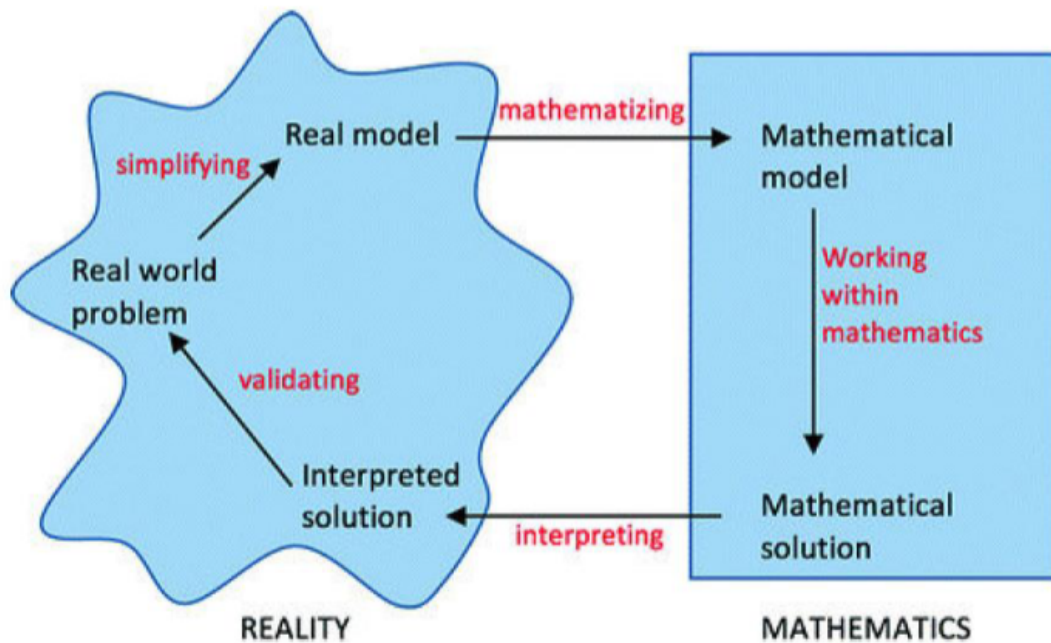 Real model
mathematizing
Mathematical
model
simplifying
Real world
problem
Working
within
mathematics
validating
Interpreted
solution
interpreting
Mathematical
solution
REALITY
MATHEMATICS